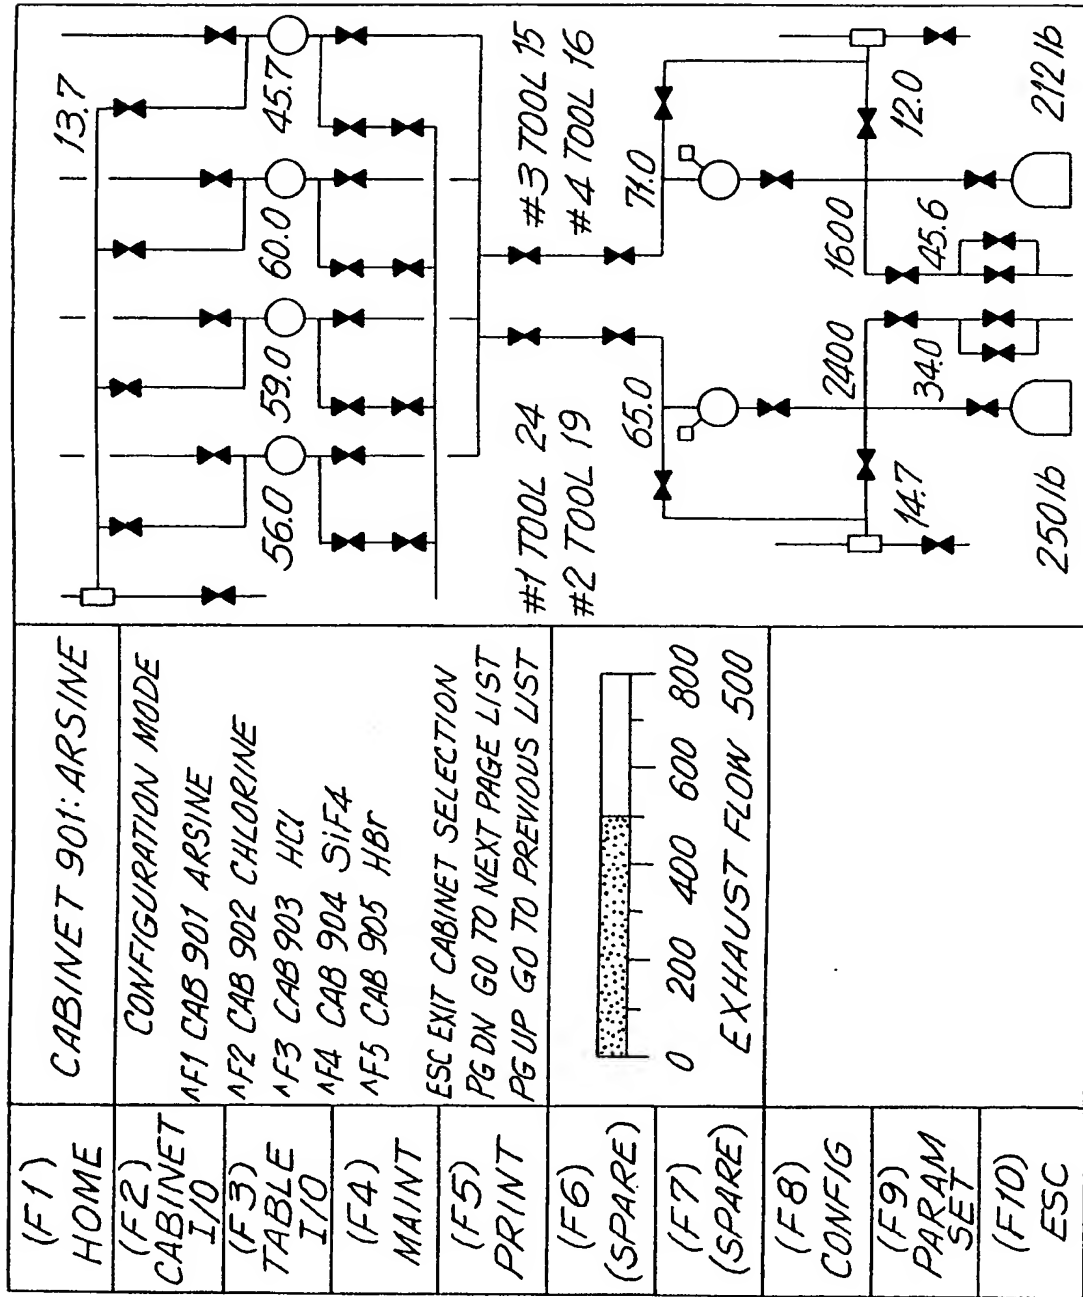 (F1)
HOME
(F2)
CABINET
I/O
(F3)
TABLE
I/O
(F4)
MAINT
(F5)
PRINT
(F6)
(SPARE)
(F7)
(SPARE)
(F8)
CONFIG
(F9)
PARAM
SET
(F10)
ESC
CABINET 901: ARSINE
CONFIGURATION MODE
^F1 CAB 901 ARSINE
^F2 CAB 902 CHLORINE
^F3 CAB 903 HCl
^F4 CAB 904 SiF4
^F5 CAB 905 HBr
ESC EXIT CABINET SELECTION
PG DN GO TO NEXT PAGE LIST
PG UP GO TO PREVIOUS LIST
0 200 400 600 800
EXHAUST FLOW 500
13.7
56.0 59.0 60.0 45.7
#1 TOOL 24
#2 TOOL 19
#3 TOOL 15
#4 TOOL 16
65.0 71.0
2400 1600
14.7 34.0 45.6 12.0
250 lb 212 lb